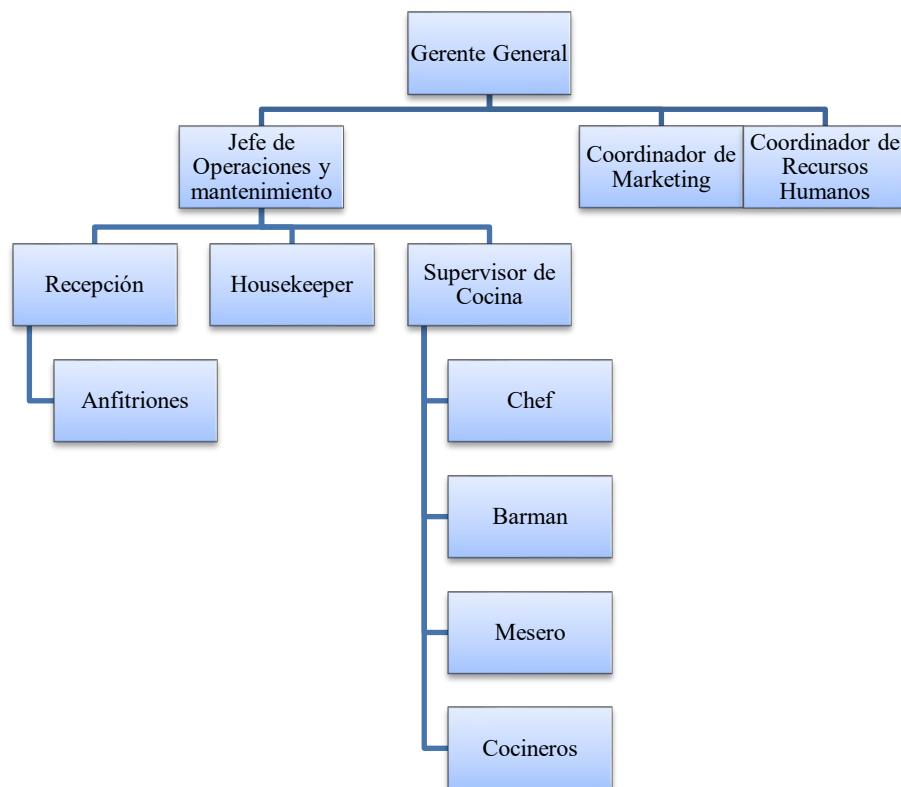 Gerente General
Jefe de
Operaciones y
mantenimiento
Coordinador de
Marketing
Coordinador de
Recursos
Humanos
Recepción
Housekeeper
Supervisor de
Cocina
Anfitriones
Chef
Barman
Mesero
Cocineros